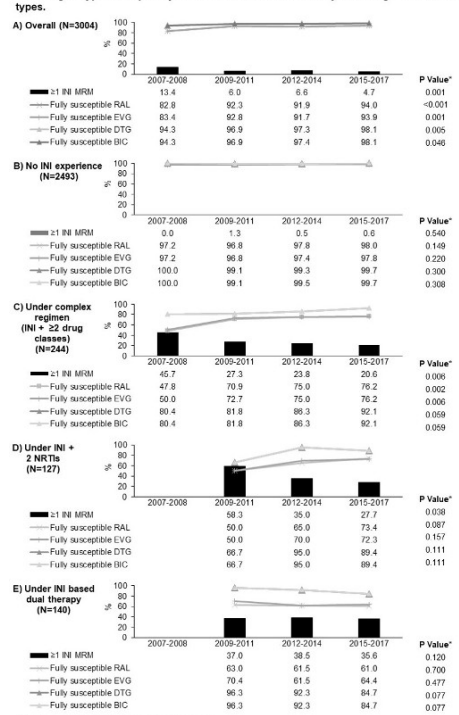 types.
A) Overall (N=3004)
100
80
60
40
20
0
%
2007-2008 2009-2011 2012-2014 2015-2017 P Value*
≥1 INI MRM 13.4 6.0 6.6 4.7 0.001
Fully susceptible RAL 82.8 92.3 91.9 94.0 <0.001
Fully susceptible EVG 83.4 92.8 91.7 93.9 0.001
Fully susceptible DTG 94.3 96.9 97.3 98.1 0.005
Fully susceptible BIC 94.3 96.9 97.4 98.1 0.046
B) No INI experience
(N=2493)
100
80
60
40
20
0
%
2007-2008 2009-2011 2012-2014 2015-2017 P Value*
≥1 INI MRM 0.0 1.3 0.5 0.6 0.540
Fully susceptible RAL 97.2 96.8 97.8 98.0 0.149
Fully susceptible EVG 97.2 96.8 97.4 97.8 0.220
Fully susceptible DTG 100.0 99.1 99.3 99.7 0.300
Fully susceptible BIC 100.0 99.1 99.5 99.7 0.308
C) Under complex
regimen
(INI + ≥2 drug
classes)
(N=244)
100
80
60
40
20
0
%
2007-2008 2009-2011 2012-2014 2015-2017 P Value*
≥1 INI MRM 45.7 27.3 23.8 20.6 0.006
Fully susceptible RAL 47.8 70.9 75.0 76.2 0.002
Fully susceptible EVG 50.0 72.7 75.0 76.2 0.006
Fully susceptible DTG 80.4 81.8 86.3 92.1 0.059
Fully susceptible BIC 80.4 81.8 86.3 92.1 0.059
D) Under INI +
2 NRTIs
(N=127)
100
80
60
40
20
0
%
2007-2008 2009-2011 2012-2014 2015-2017 P Value*
≥1 INI MRM 58.3 35.0 27.7 0.038
Fully susceptible RAL 50.0 65.0 73.4 0.087
Fully susceptible EVG 50.0 70.0 72.3 0.157
Fully susceptible DTG 66.7 95.0 89.4 0.111
Fully susceptible BIC 66.7 95.0 89.4 0.111
E) Under INI based
dual therapy
(N=140)
100
80
60
40
20
0
%
2007-2008 2009-2011 2012-2014 2015-2017 P Value*
≥1 INI MRM 37.0 38.5 35.6 0.120
Fully susceptible RAL 63.0 61.5 61.0 0.700
Fully susceptible EVG 70.4 61.5 64.4 0.477
Fully susceptible DTG 96.3 92.3 84.7 0.077
Fully susceptible BIC 96.3 92.3 84.7 0.077